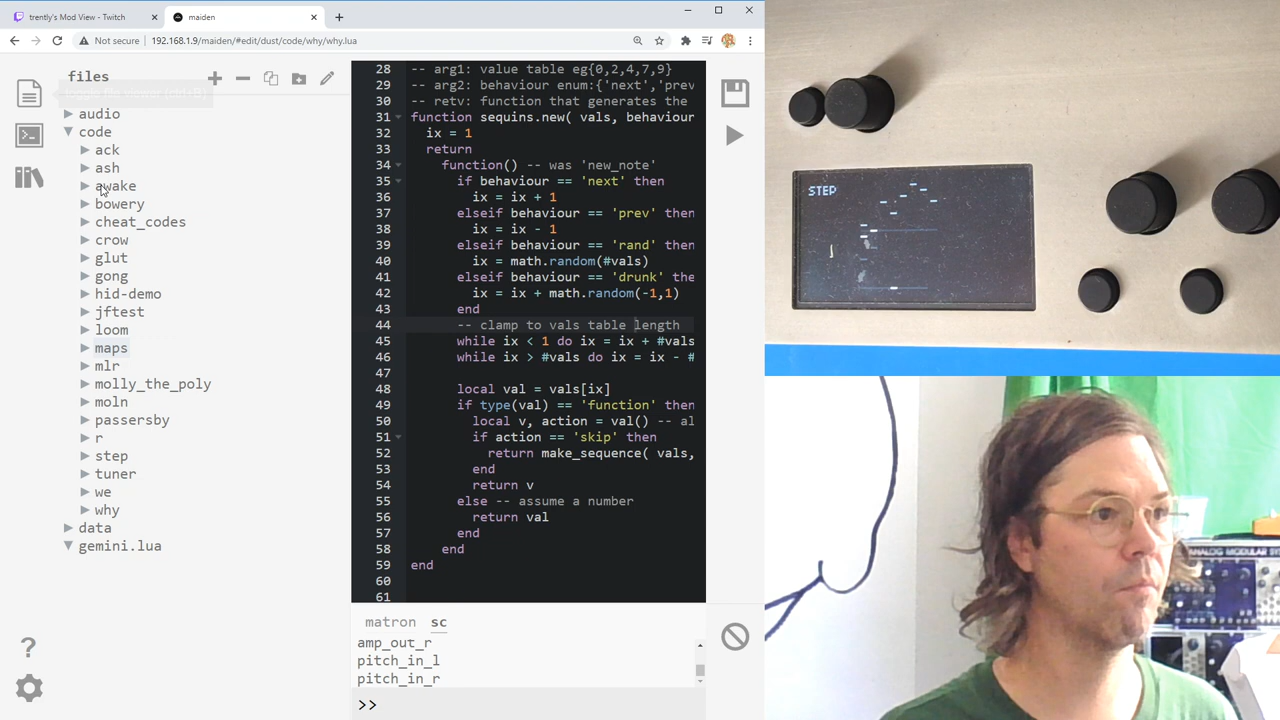 trently's Mod View - Twitch
maiden
Not secure
192.168.1.9/maiden/#edit/dust/code/why/why.lua
files
toggle file viewer (ctrl+B)
audio
code
ack
ash
awake
bowery
cheat_codes
crow
glut
gong
hid-demo
jftest
loom
maps
mlr
molly_the_poly
moln
passersby
r
step
tuner
we
why
data
gemini.lua
28 -- arg1: value table eg{0,2,4,7,9}
29 -- arg2: behaviour enum:{'next','prev
30 -- retv: function that generates the
31 function sequins.new( vals, behaviour
32 ix = 1
33 return
34 function() -- was 'new_note'
35 if behaviour == 'next' then
36 ix = ix + 1
37 elseif behaviour == 'prev' then
38 ix = ix - 1
39 elseif behaviour == 'rand' then
40 ix = math.random(#vals)
41 elseif behaviour == 'drunk' the
42 ix = ix + math.random(-1,1)
43 end
44 -- clamp to vals table length
45 while ix < 1 do ix = ix + #vals
46 while ix > #vals do ix = ix - #
47
48 local val = vals[ix]
49 if type(val) == 'function' then
50 local v, action = val() -- al
51 if action == 'skip' then
52 return make_sequence( vals,
53 end
54 return v
55 else -- assume a number
56 return val
57 end
58 end
59 end
60
61
matron sc
amp_out_r
pitch_in_l
pitch_in_r
>>
STEP
ANALOG MODULAR SY